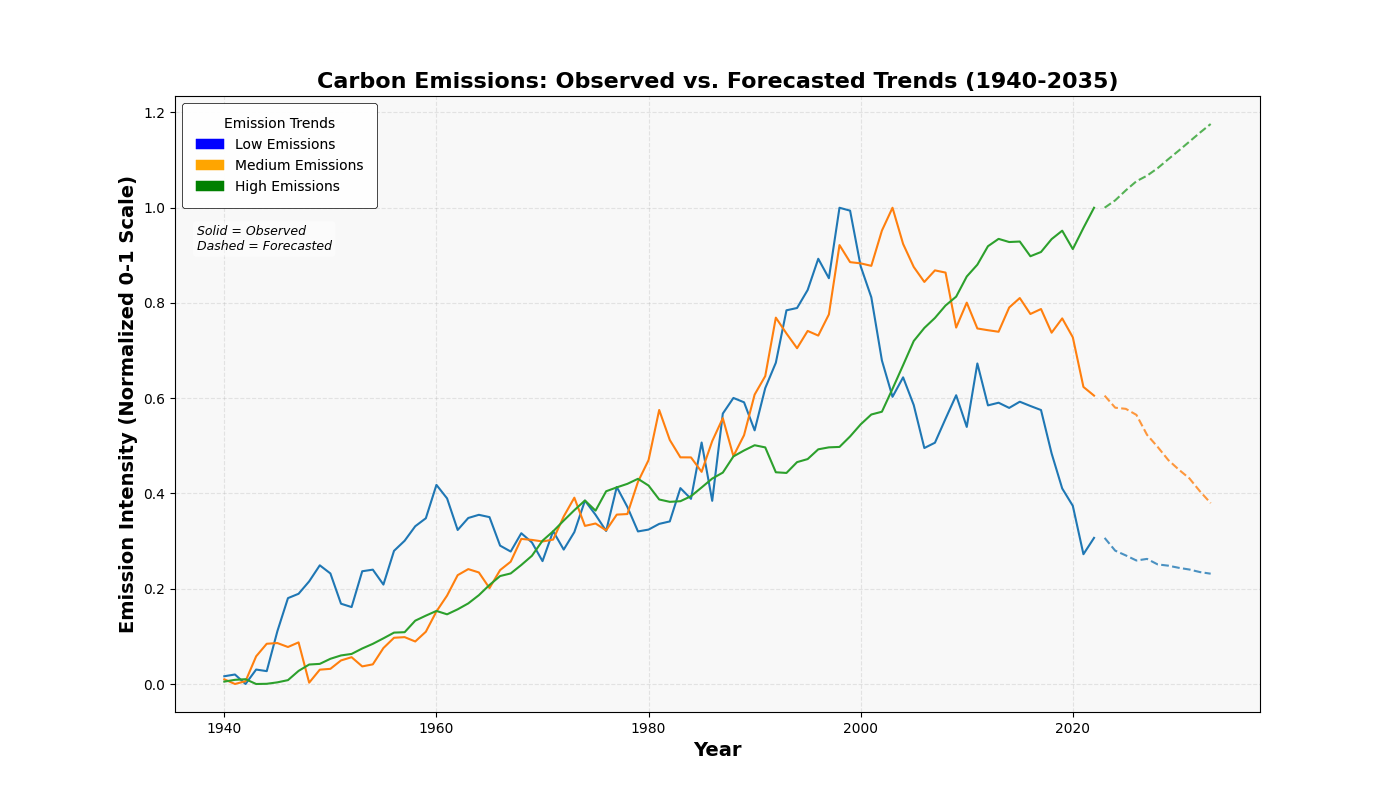 Carbon Emissions: Observed vs. Forecasted Trends (1940-2035)
Emission Intensity (Normalized 0-1 Scale)
1.2
1.0
0.8
0.6
0.4
0.2
0.0
Emission Trends
Low Emissions
Medium Emissions
High Emissions
Solid = Observed
Dashed = Forecasted
1940 1960 1980 2000 2020
Year